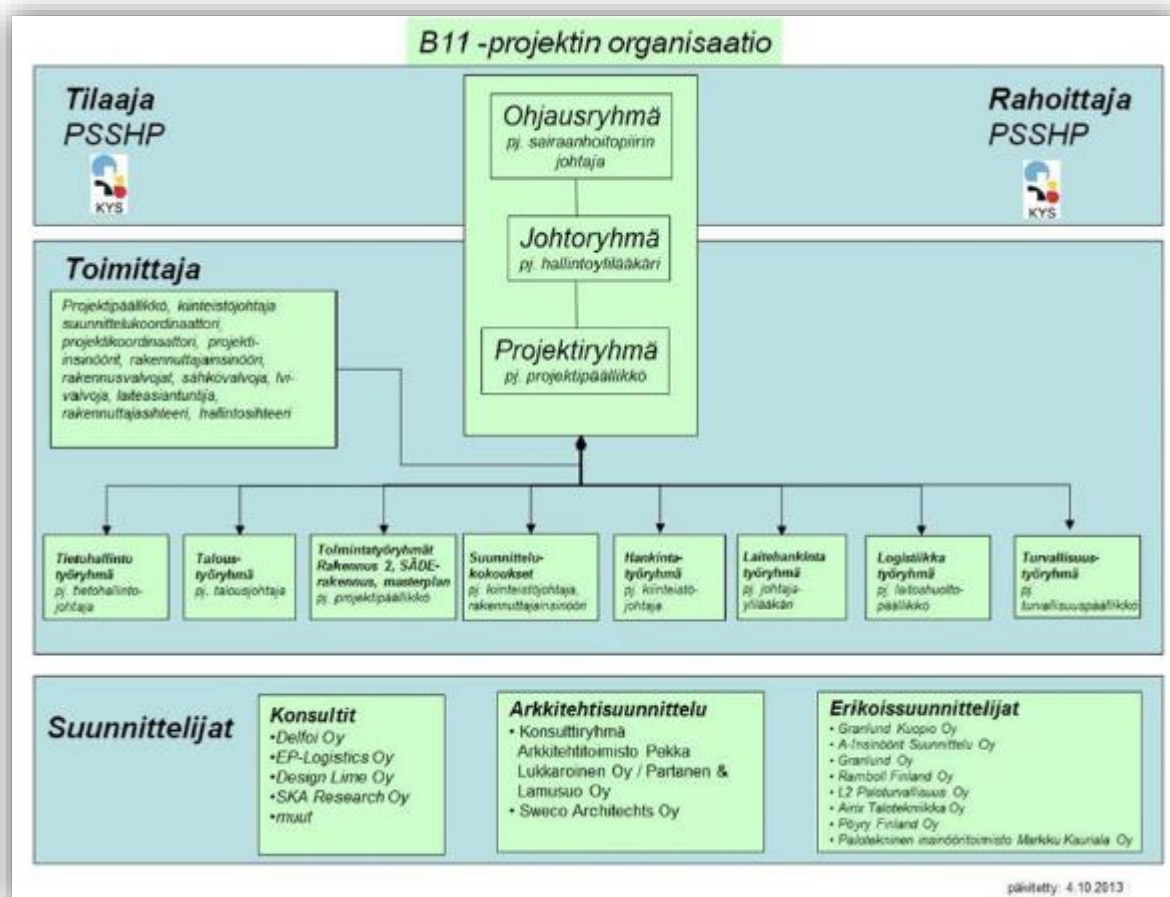 B11 -projektin organisaatio
Tilaaja
PSSHP
KYS
Ohjausryhmä
pj. sairaanhoitopiirin
johtaja
Rahoittaja
PSSHP
KYS
Johtoryhmä
pj. hallintoylilääkäri
Projektiryhmä
pj. projektipäällikkö
Toimittaja
Projektipäällikkö, kiinteistöjohtaja
suunnittelukoordinaattori,
projektikoordinaattori, projekti-
insinöörit, rakennuttajainsinööri,
rakennusvalvojat, sähkövalvoja, lvi-
valvoja, laiteasiantuntija,
rakennuttajasihteeri, hallintosihteeri
Tietohallinto
työryhmä
pj. tietohallinto-
johtaja
Talous-
työryhmä
pj. talousjohtaja
Toimintatyöryhmät
Rakennus 2, SÄDE-
rakennus, masterplan
pj. projektipäällikkö
Suunnittelu-
kokoukset
pj. kiinteistöjohtaja,
rakennuttajainsinööri
Hankinta-
työryhmä
pj. kiinteistö-
johtaja
Laitehankinta
työryhmä
pj. johtaja-
ylilääkäri
Logistiikka
työryhmä
pj. laitoshuolto-
päällikkö
Turvallisuus-
työryhmä
pj.
turvallisuuspäällikkö
Suunnittelijat
Konsultit
•Delfoi Oy
•EP-Logistics Oy
•Design Lime Oy
•SKA Research Oy
•muut
Arkkitehtisuunnittelu
• Konsulttiryhmä
Arkkitehtitoimisto Pekka
Lukkaroinen Oy / Partanen &
Lamusuo Oy
• Sweco Architechts Oy
Erikoissuunnittelijat
• Granlund Kuopio Oy
• A-Insinöörit Suunnittelu Oy
• Granlund Oy
• Ramboll Finland Oy
• L2 Paloturvallisuus Oy
• Airix Talotekniikka Oy
• Pöyry Finland Oy
• Palotekninen insinööritoimisto Markku Kauriala Oy
päivitetty: 4.10.2013